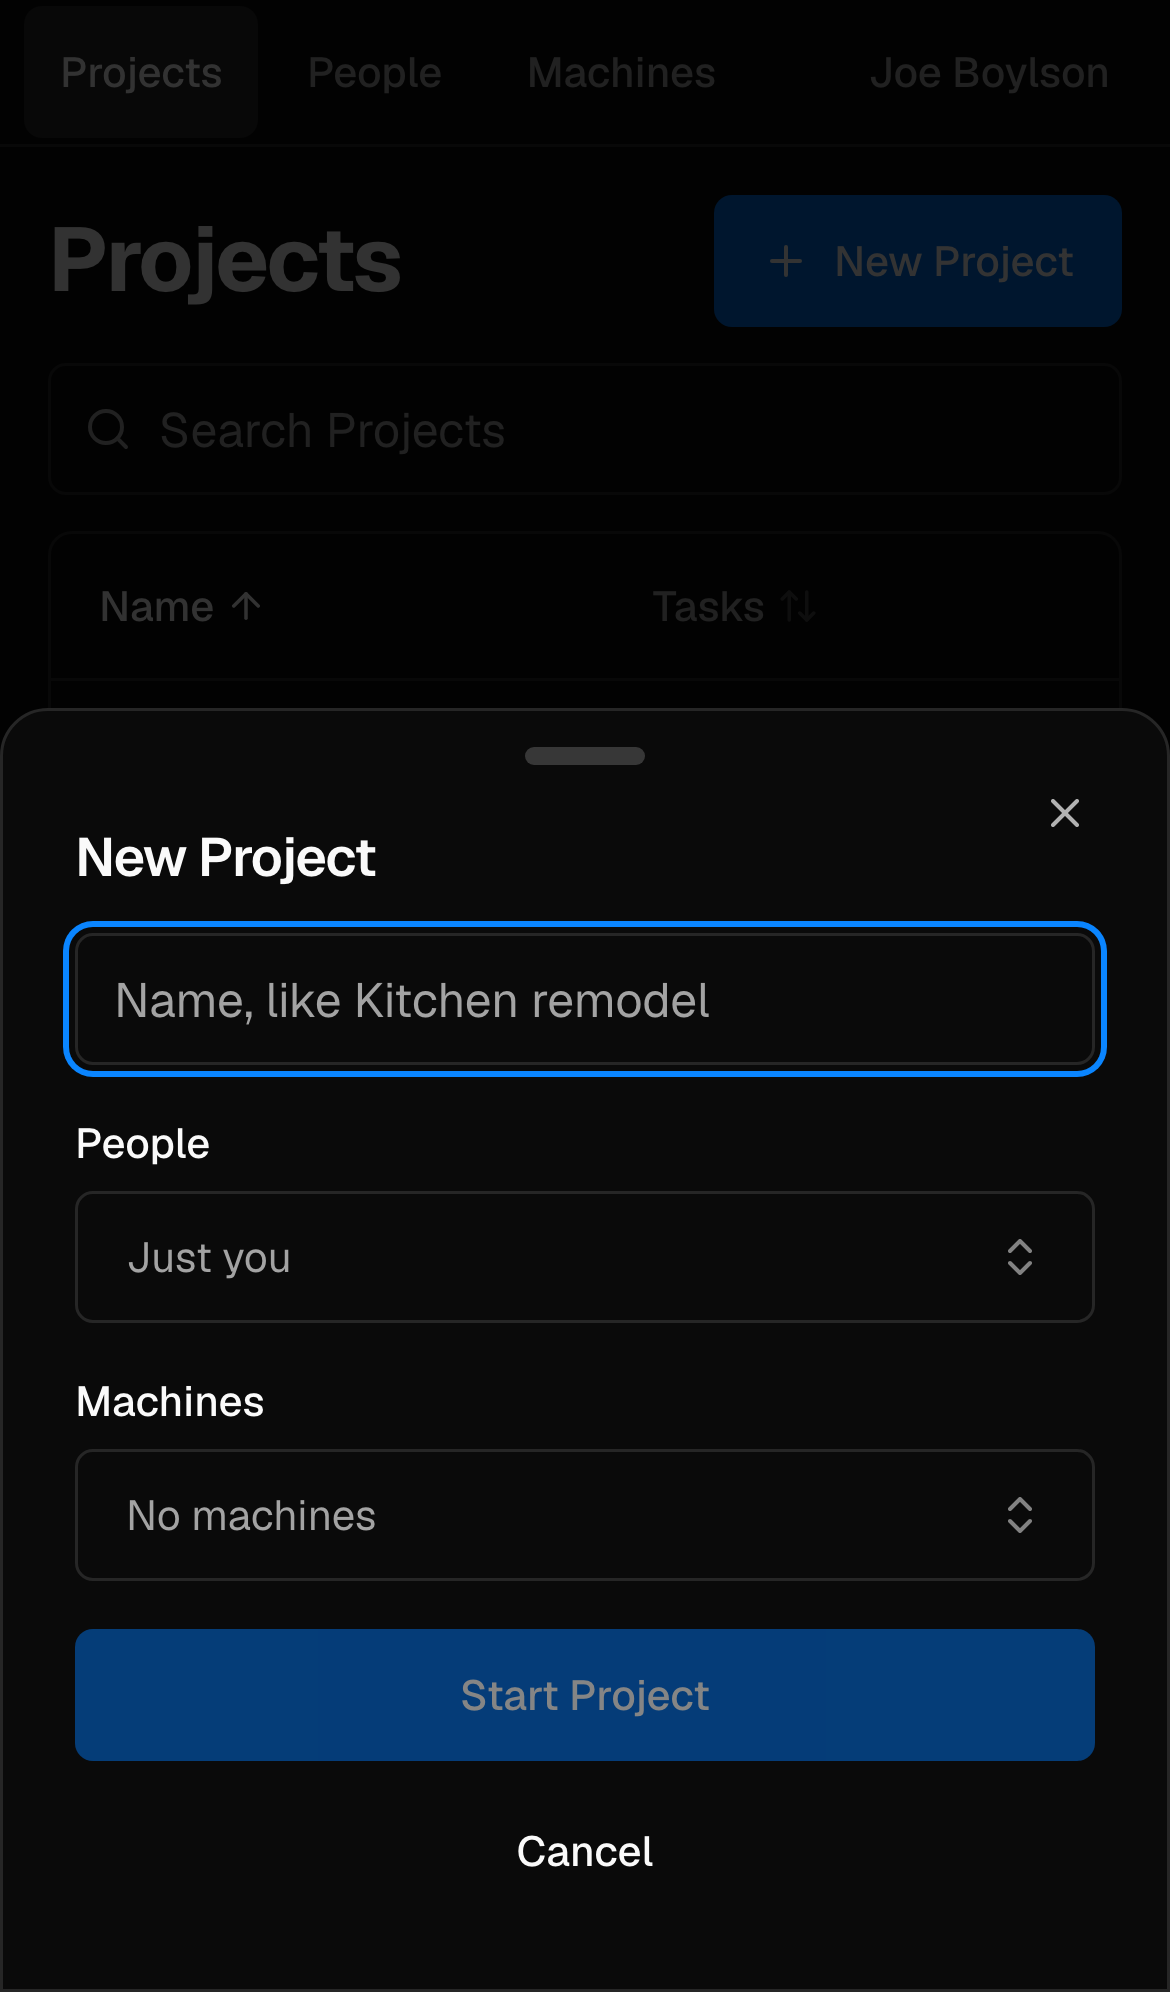 Projects People Machines Joe Boylson
Projects
New Project
Search Projects
Name Tasks
New Project
Name, like Kitchen remodel
People
Just you
Machines
No machines
Start Project
Cancel